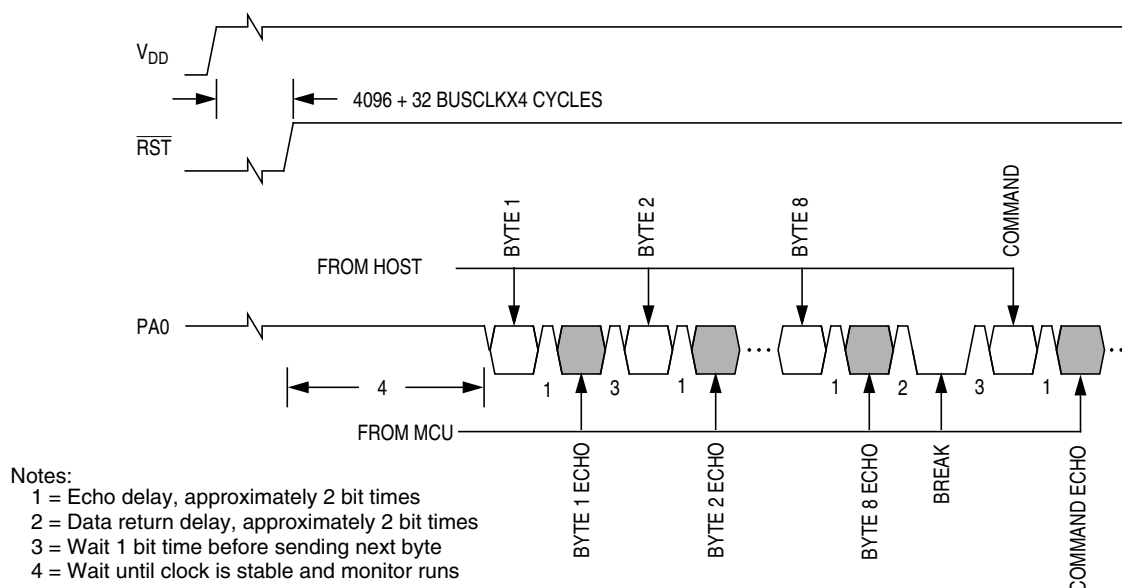 VDD
4096 + 32 BUSCLKX4 CYCLES
RST
BYTE 1
BYTE 2
BYTE 8
COMMAND
FROM HOST
PA0
4
1
3
1
1
2
3
1
FROM MCU
BYTE 1 ECHO
BYTE 2 ECHO
BYTE 8 ECHO
BREAK
COMMAND ECHO
Notes:
1 = Echo delay, approximately 2 bit times
2 = Data return delay, approximately 2 bit times
3 = Wait 1 bit time before sending next byte
4 = Wait until clock is stable and monitor runs